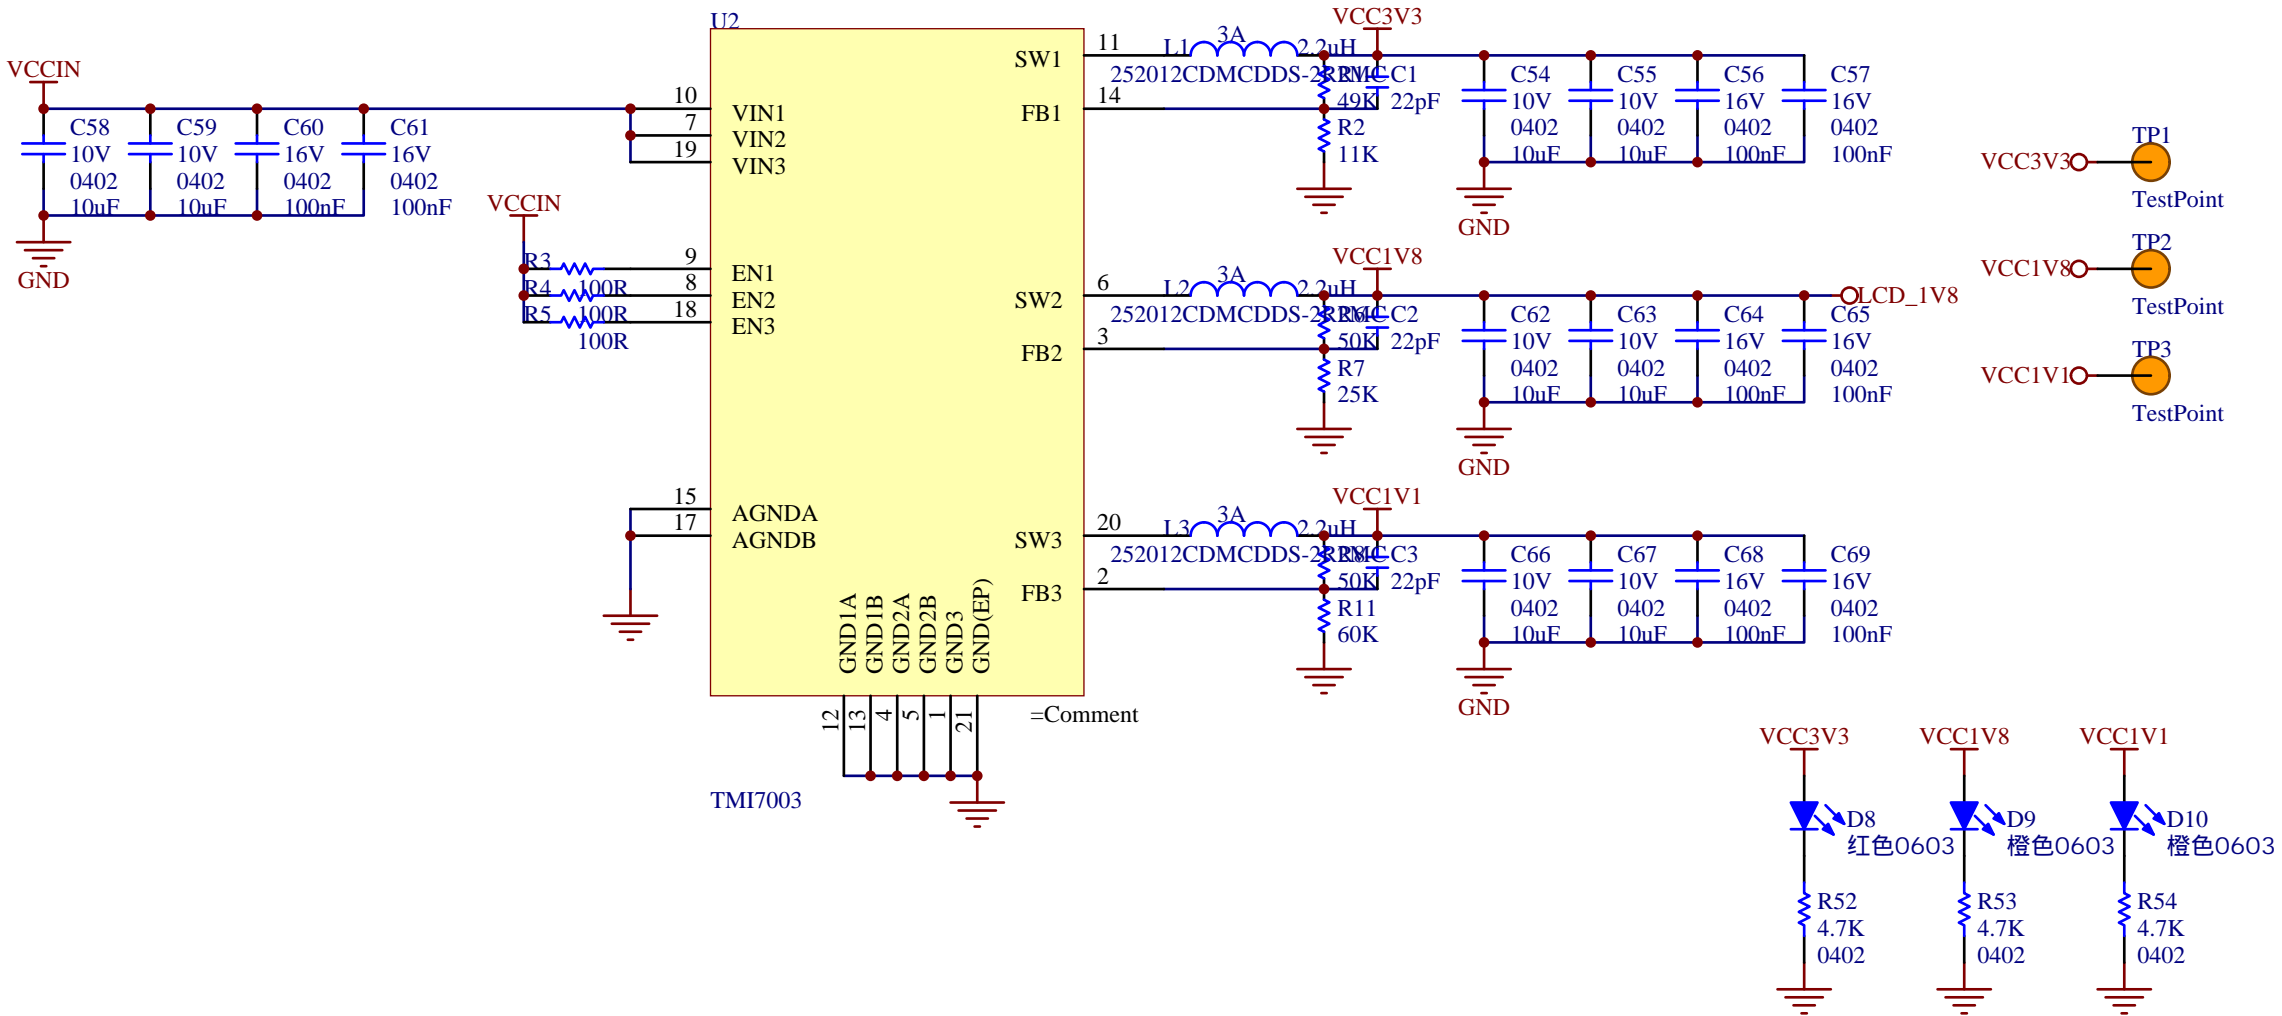 U2
VCCIN
C58
10V
0402
10uF
C59
10V
0402
10uF
C60
16V
0402
100nF
C61
16V
0402
100nF
GND
10
VIN1
7
VIN2
19
VIN3
VCCIN
R3
100R
R4
100R
R5
100R
9
EN1
8
EN2
18
EN3
15
AGNDA
17
AGNDB
GND1A
GND1B
GND2A
GND2B
GND3
GND(EP)
12
13
4
5
1
21
=Comment
TMI7003
SW1
11
FB1
14
L1
3A
2.2uH
252012CDMCDDS-2R2MC
VCC3V3
R1
49K
C1
22pF
R2
11K
C54
10V
0402
10uF
C55
10V
0402
10uF
C56
16V
0402
100nF
C57
16V
0402
100nF
GND
SW2
6
FB2
3
L2
3A
2.2uH
252012CDMCDDS-2R2MC
VCC1V8
R6
50K
C2
22pF
R7
25K
C62
10V
0402
10uF
C63
10V
0402
10uF
C64
16V
0402
100nF
C65
16V
0402
100nF
LCD_1V8
GND
SW3
20
FB3
2
L3
3A
2.2uH
252012CDMCDDS-2R2MC
VCC1V1
R8
50K
C3
22pF
R11
60K
C66
10V
0402
10uF
C67
10V
0402
10uF
C68
16V
0402
100nF
C69
16V
0402
100nF
GND
TP1
VCC3V3
TestPoint
TP2
VCC1V8
TestPoint
TP3
VCC1V1
TestPoint
VCC3V3
D8
红色0603
R52
4.7K
0402
VCC1V8
D9
橙色0603
R53
4.7K
0402
VCC1V1
D10
橙色0603
R54
4.7K
0402